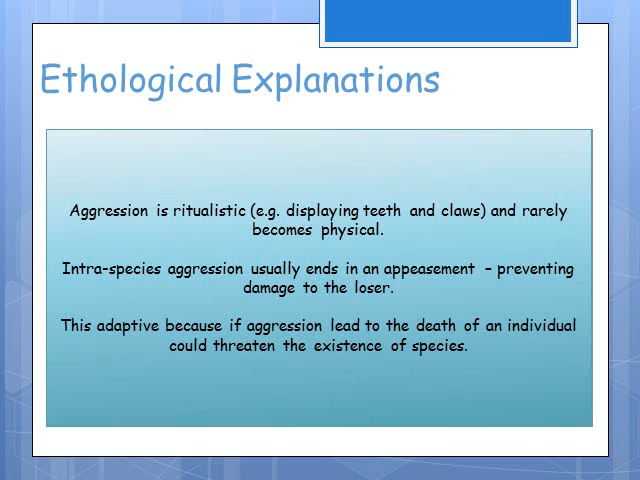 Ethological Explanations
Aggression is ritualistic (e.g. displaying teeth and claws) and rarely
becomes physical.
Intra-species aggression usually ends in an appeasement – preventing
damage to the loser.
This adaptive because if aggression lead to the death of an individual
could threaten the existence of species.